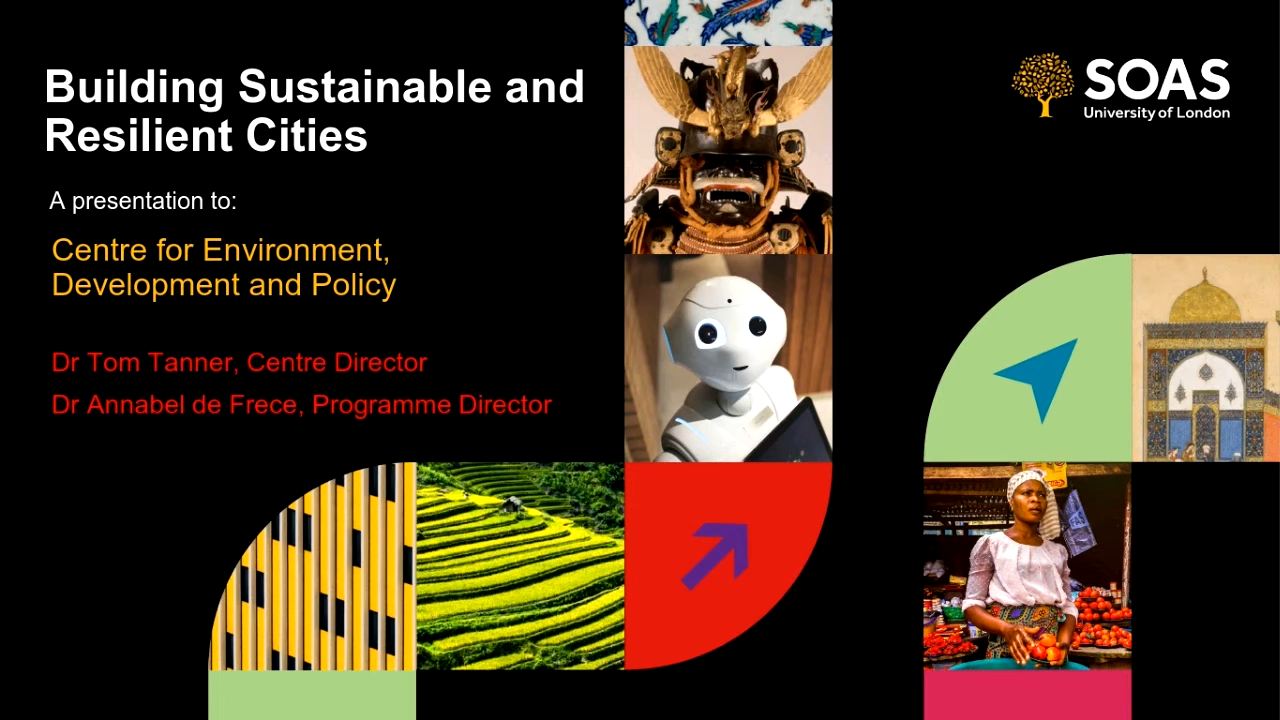 Building Sustainable and
Resilient Cities
SOAS
University of London
A presentation to:
Centre for Environment,
Development and Policy
Dr Tom Tanner, Centre Director
Dr Annabel de Frece, Programme Director